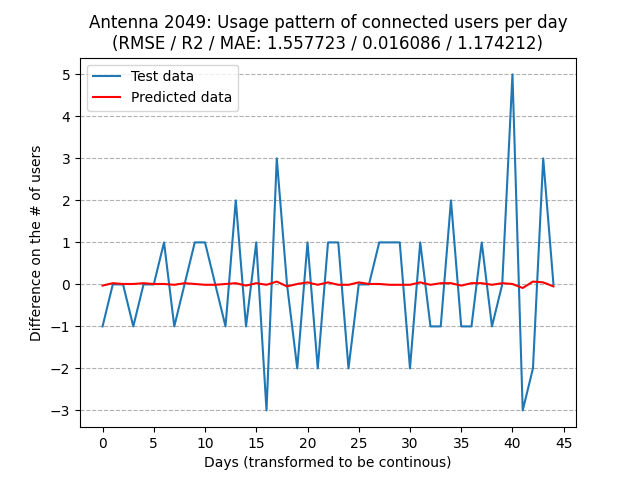 Antenna 2049: Usage pattern of connected users per day
(RMSE / R2 / MAE: 1.557723 / 0.016086 / 1.174212)
Test data
Predicted data
Difference on the # of users
5
4
3
2
1
0
−1
−2
−3
0 5 10 15 20 25 30 35 40 45
Days (transformed to be continous)